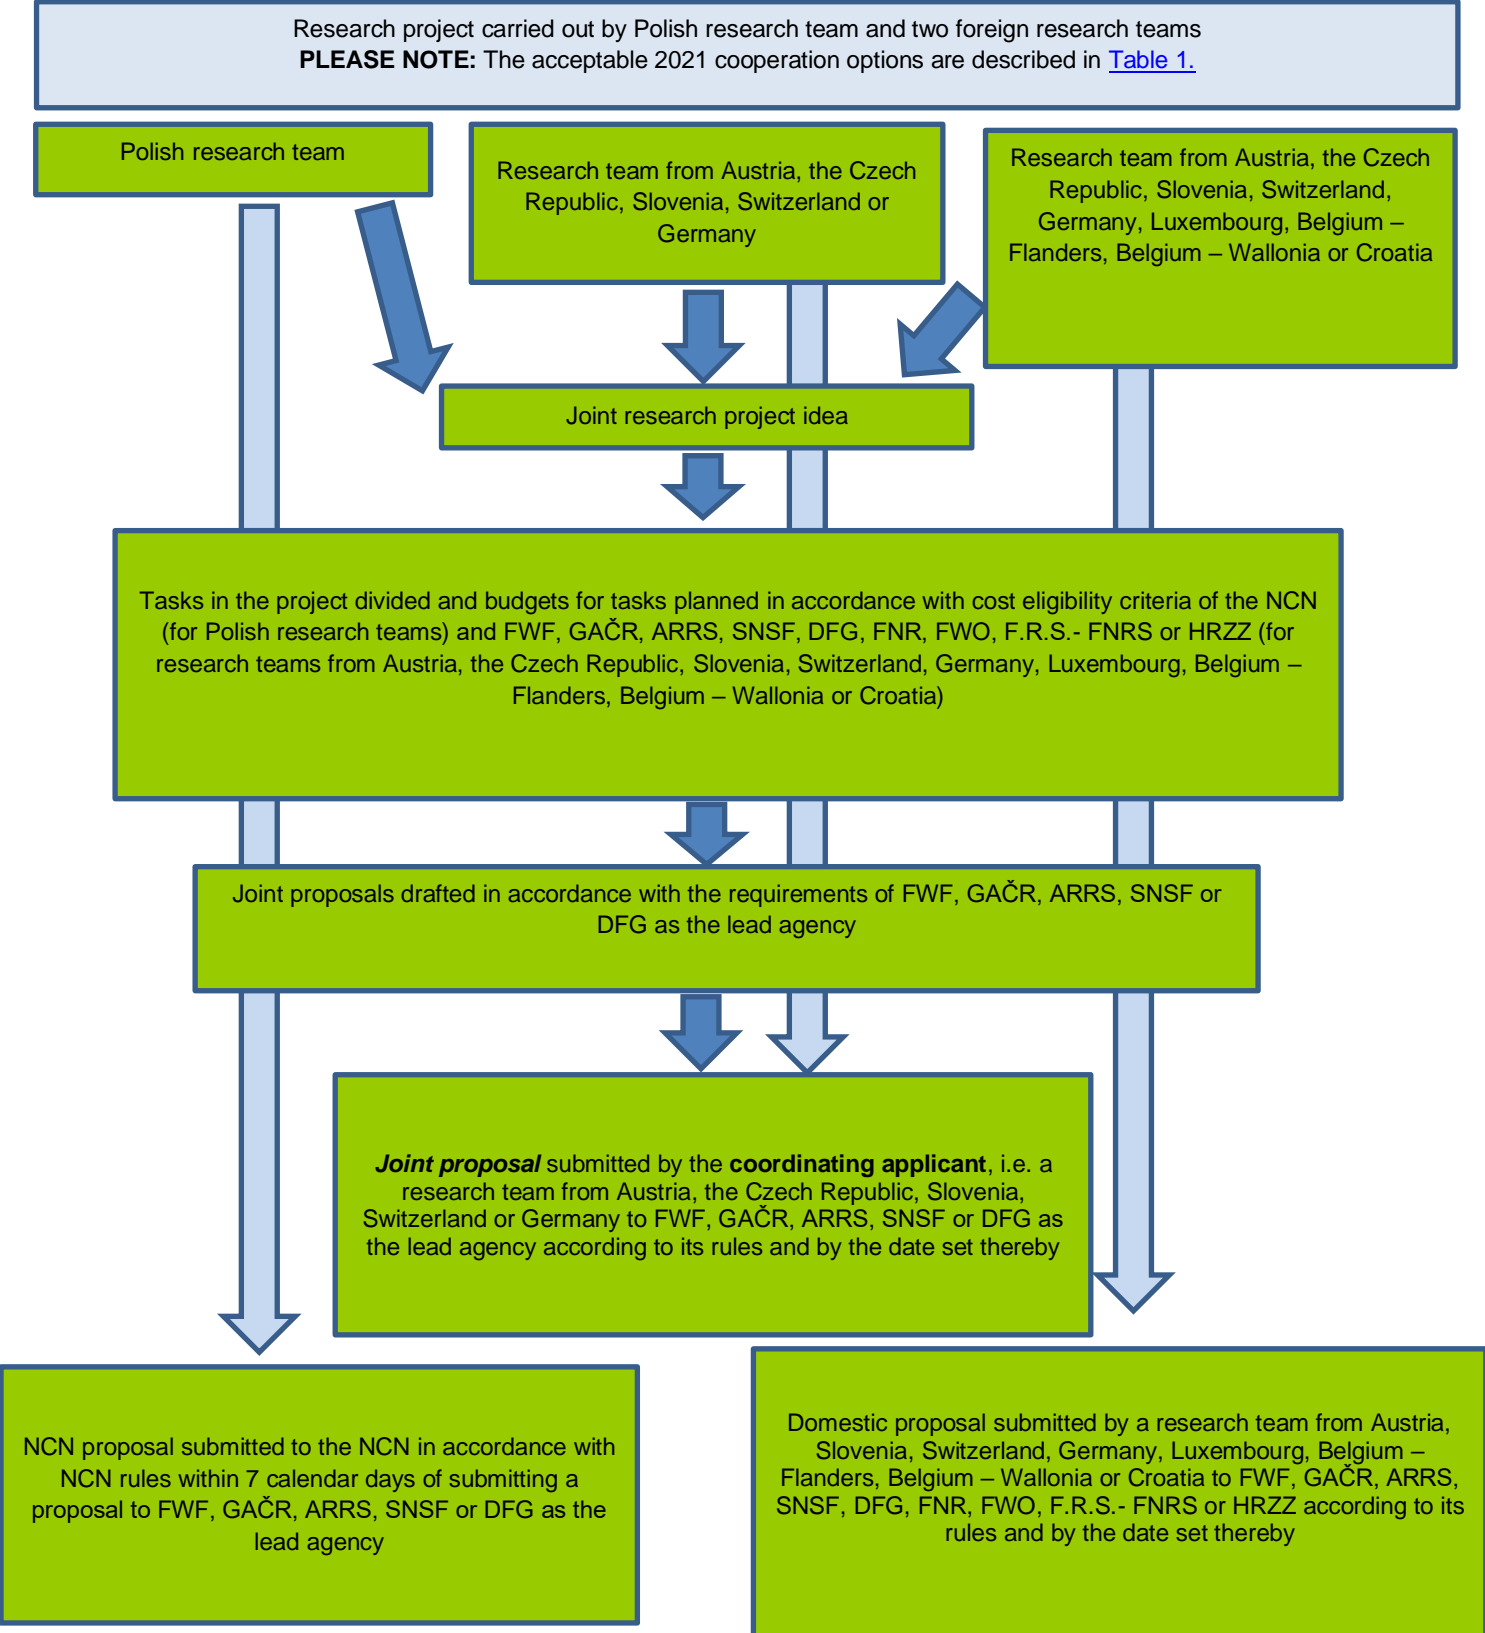 Research project carried out by Polish research team and two foreign research teams
PLEASE NOTE: The acceptable 2021 cooperation options are described in Table 1.
Polish research team
Research team from Austria, the Czech
Republic, Slovenia, Switzerland or
Germany
Research team from Austria, the Czech
Republic, Slovenia, Switzerland,
Germany, Luxembourg, Belgium –
Flanders, Belgium – Wallonia or Croatia
Joint research project idea
Tasks in the project divided and budgets for tasks planned in accordance with cost eligibility criteria of the NCN
(for Polish research teams) and FWF, GAČR, ARRS, SNSF, DFG, FNR, FWO, F.R.S.- FNRS or HRZZ (for
research teams from Austria, the Czech Republic, Slovenia, Switzerland, Germany, Luxembourg, Belgium –
Flanders, Belgium – Wallonia or Croatia)
Joint proposals drafted in accordance with the requirements of FWF, GAČR, ARRS, SNSF or
DFG as the lead agency
Joint proposal submitted by the coordinating applicant, i.e. a
research team from Austria, the Czech Republic, Slovenia,
Switzerland or Germany to FWF, GAČR, ARRS, SNSF or DFG as
the lead agency according to its rules and by the date set thereby
NCN proposal submitted to the NCN in accordance with
NCN rules within 7 calendar days of submitting a
proposal to FWF, GAČR, ARRS, SNSF or DFG as the
lead agency
Domestic proposal submitted by a research team from Austria,
Slovenia, Switzerland, Germany, Luxembourg, Belgium –
Flanders, Belgium – Wallonia or Croatia to FWF, GAČR, ARRS,
SNSF, DFG, FNR, FWO, F.R.S.- FNRS or HRZZ according to its
rules and by the date set thereby